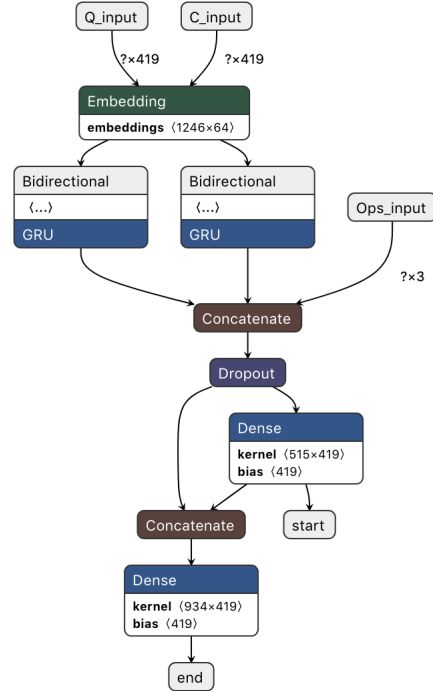 Q_input
C_input
?×419
?×419
Embedding
embeddings ⟨1246×64⟩
Bidirectional
⟨...⟩
GRU
Bidirectional
⟨...⟩
GRU
Ops_input
?×3
Concatenate
Dropout
Dense
kernel ⟨515×419⟩
bias ⟨419⟩
Concatenate
start
Dense
kernel ⟨934×419⟩
bias ⟨419⟩
end